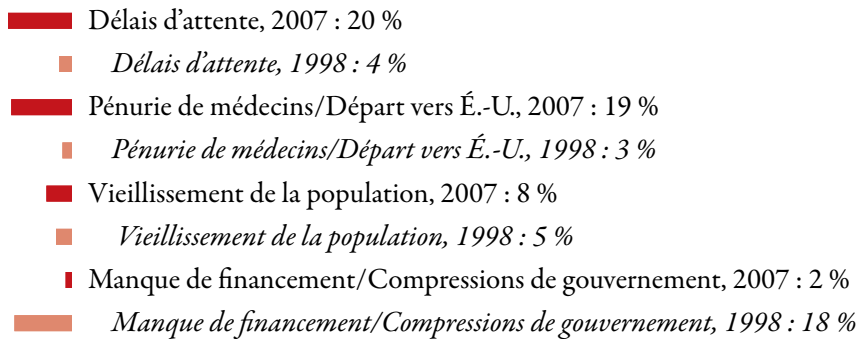 Délais d'attente, 2007 : 20 %
Délais d'attente, 1998 : 4 %
Pénurie de médecins/Départ vers É.-U., 2007 : 19 %
Pénurie de médecins/Départ vers É.-U., 1998 : 3 %
Vieillissement de la population, 2007 : 8 %
Vieillissement de la population, 1998 : 5 %
Manque de financement/Compressions de gouvernement, 2007 : 2 %
Manque de financement/Compressions de gouvernement, 1998 : 18 %